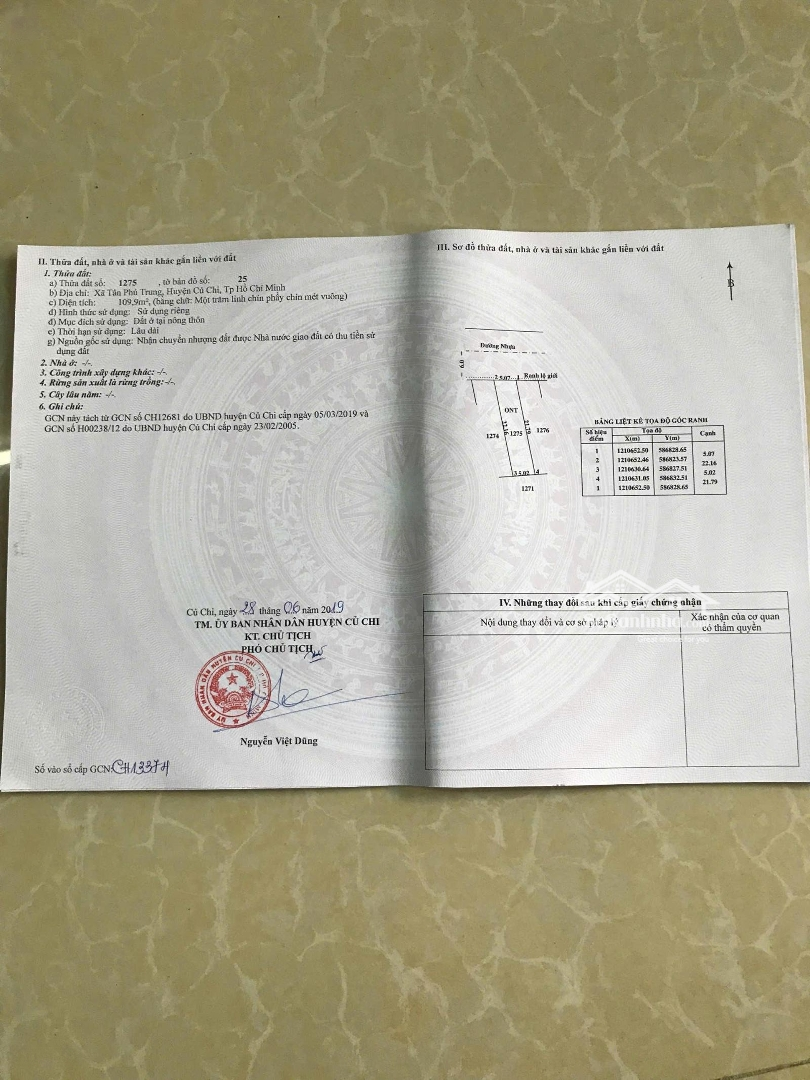 II. Thửa đất, nhà ở và tài sản khác gắn liền với đất
1. Thửa đất:
a) Thửa đất số: 1275 , tờ bản đồ số: 25
b) Địa chỉ: Xã Tân Phú Trung, Huyện Củ Chi, Tp Hồ Chí Minh
c) Diện tích: 109,9m², (bằng chữ: Một trăm linh chín phẩy chín mét vuông)
d) Hình thức sử dụng: Sử dụng riêng
đ) Mục đích sử dụng: Đất ở tại nông thôn
e) Thời hạn sử dụng: Lâu dài
g) Nguồn gốc sử dụng: Nhận chuyển nhượng đất được Nhà nước giao đất có thu tiền sử
dụng đất
2. Nhà ở: -/-.
3. Công trình xây dựng khác: -/-.
4. Rừng sản xuất là rừng trồng: -/-.
5. Cây lâu năm: -/-.
6. Ghi chú:
GCN này tách từ GCN số CH12681 do UBND huyện Củ Chi cấp ngày 05/03/2019 và
GCN số H00238/12 do UBND huyện Củ Chi cấp ngày 23/02/2005.
Củ Chi, ngày 28 tháng 06 năm 2019
TM. ỦY BAN NHÂN DÂN HUYỆN CỦ CHI
KT. CHỦ TỊCH
PHÓ CHỦ TỊCH
Nguyễn Việt Dũng
Số vào sổ cấp GCN:
III. Sơ đồ thửa đất, nhà ở và tài sản khác gắn liền với đất
B
Đường Nhựa
6.0
2 5.07 1 Ranh lộ giới
ONT
22.16 21.79
1274 1275 1276
3 5.02 4
1271
BẢNG LIỆT KÊ TỌA ĐỘ GÓC RANH
Số hiệu điểm Tọa độ Cạnh
X(m) Y(m)
1 1210652.50 586828.65
5.07
2 1210652.46 586823.57
22.16
3 1210630.64 586827.51
5.02
4 1210631.05 586832.51
21.79
1 1210652.50 586828.65
IV. Những thay đổi sau khi cấp giấy chứng nhận
Nội dung thay đổi và cơ sở pháp lý
Xác nhận của cơ quan
có thẩm quyền